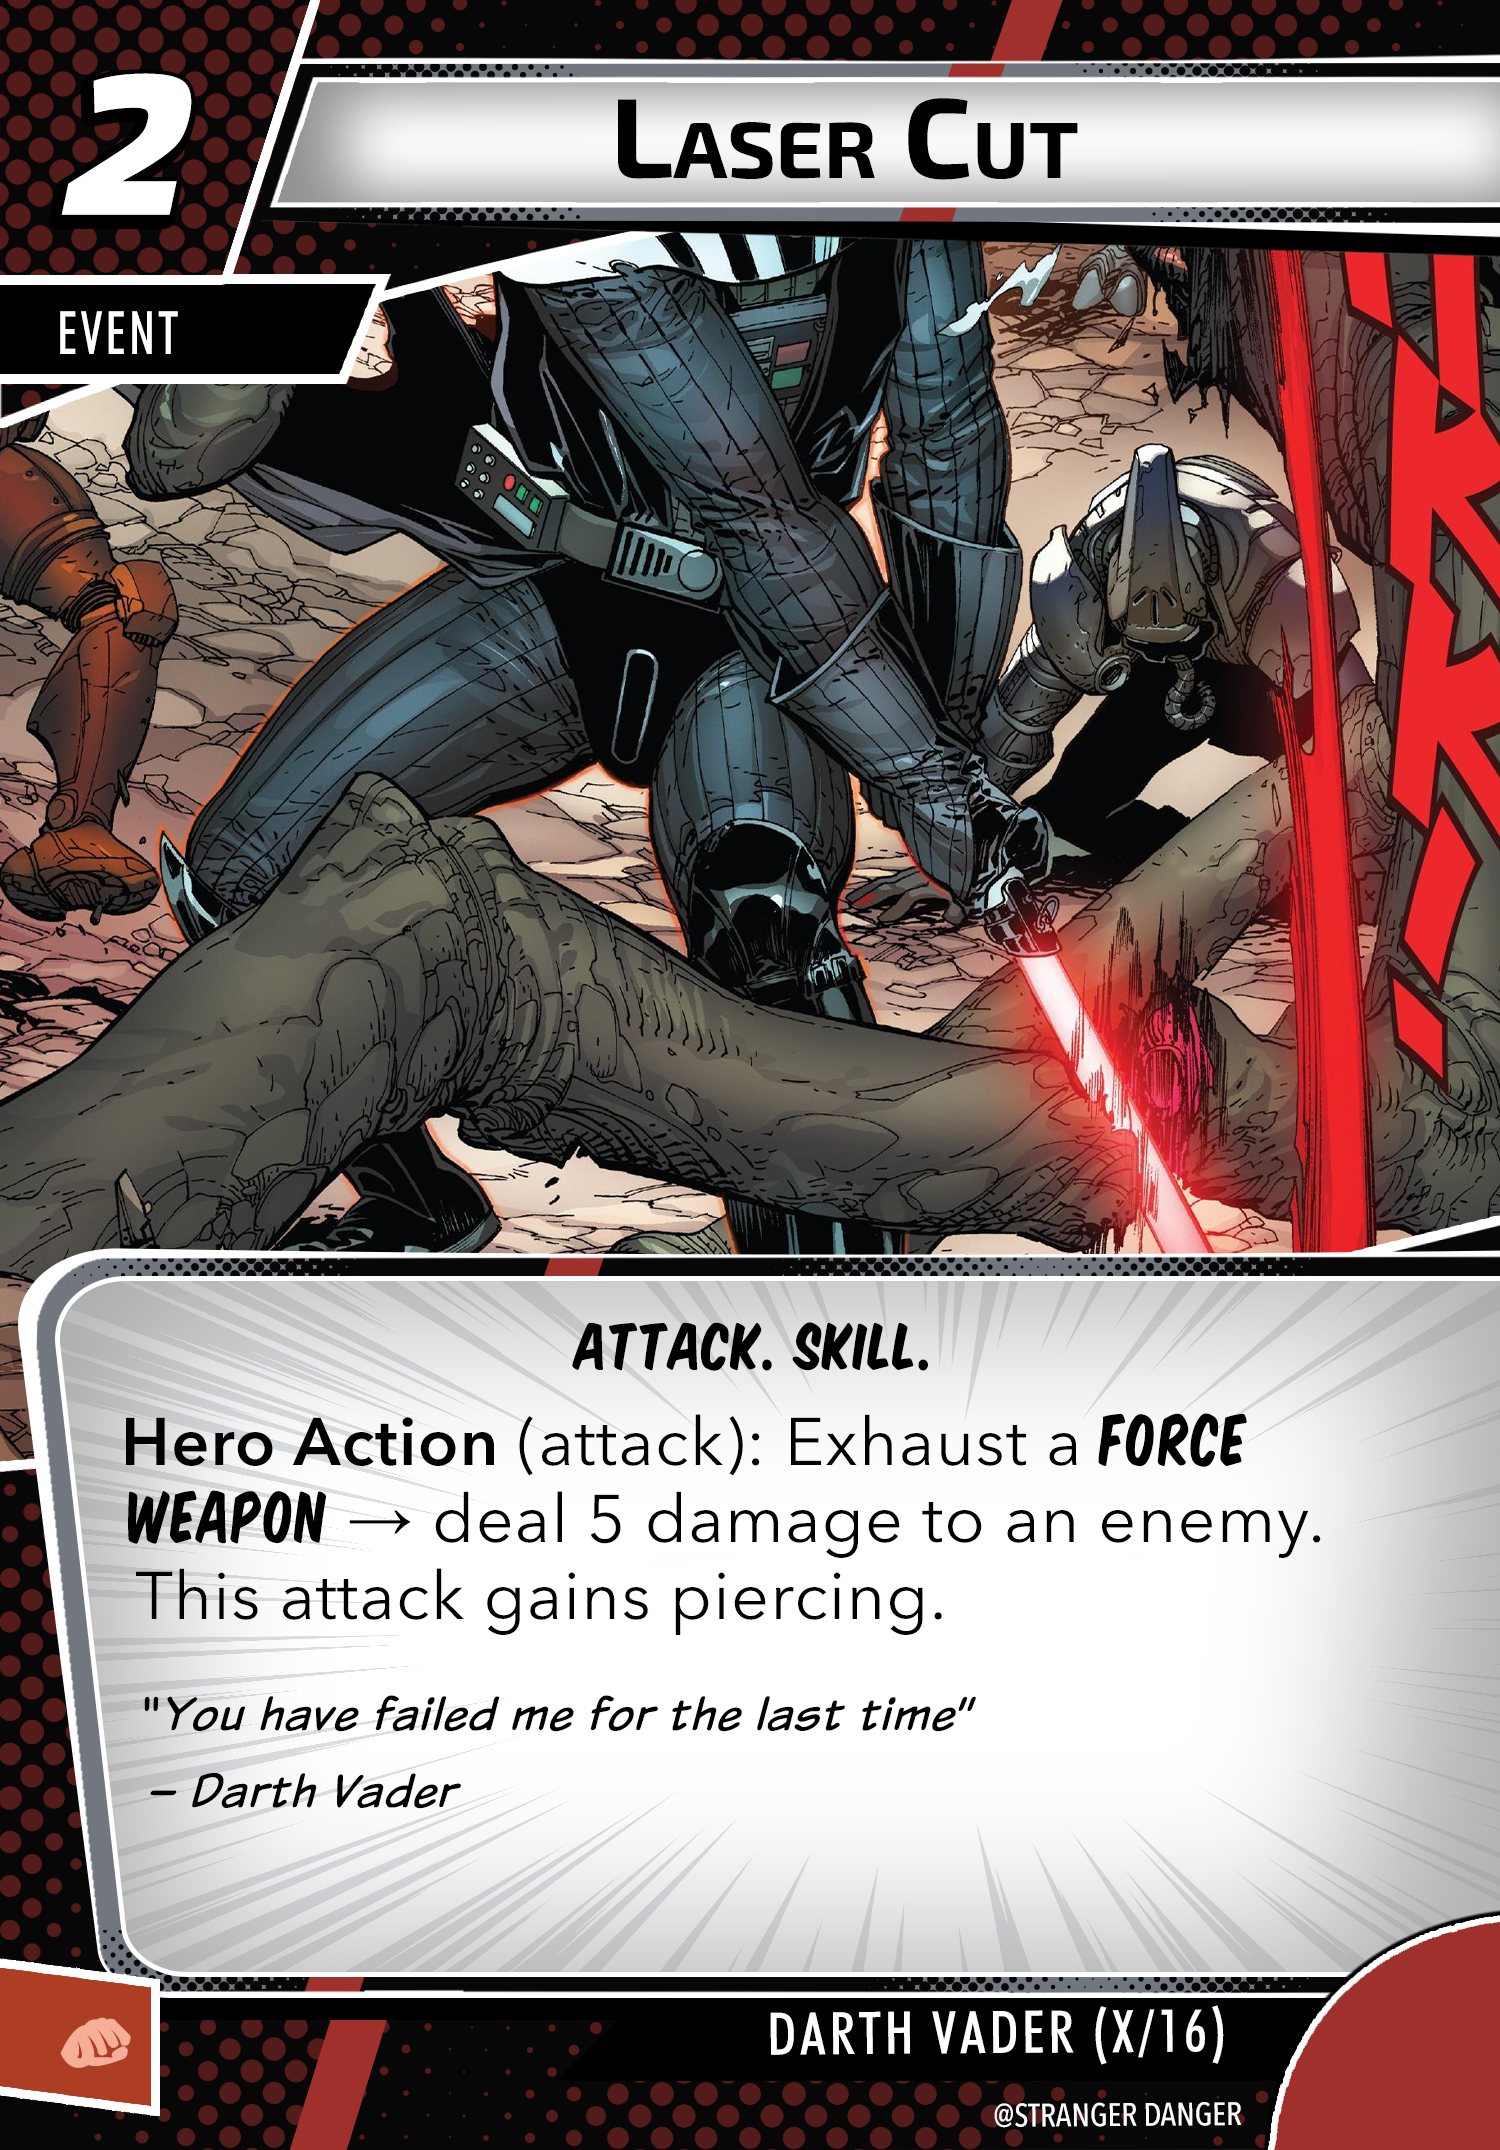 2
LASER CUT
EVENT
ATTACK. SKILL.
Hero Action (attack): Exhaust a FORCE
WEAPON → deal 5 damage to an enemy.
This attack gains piercing.
"You have failed me for the last time"
– Darth Vader
DARTH VADER (X/16)
@STRANGER DANGER